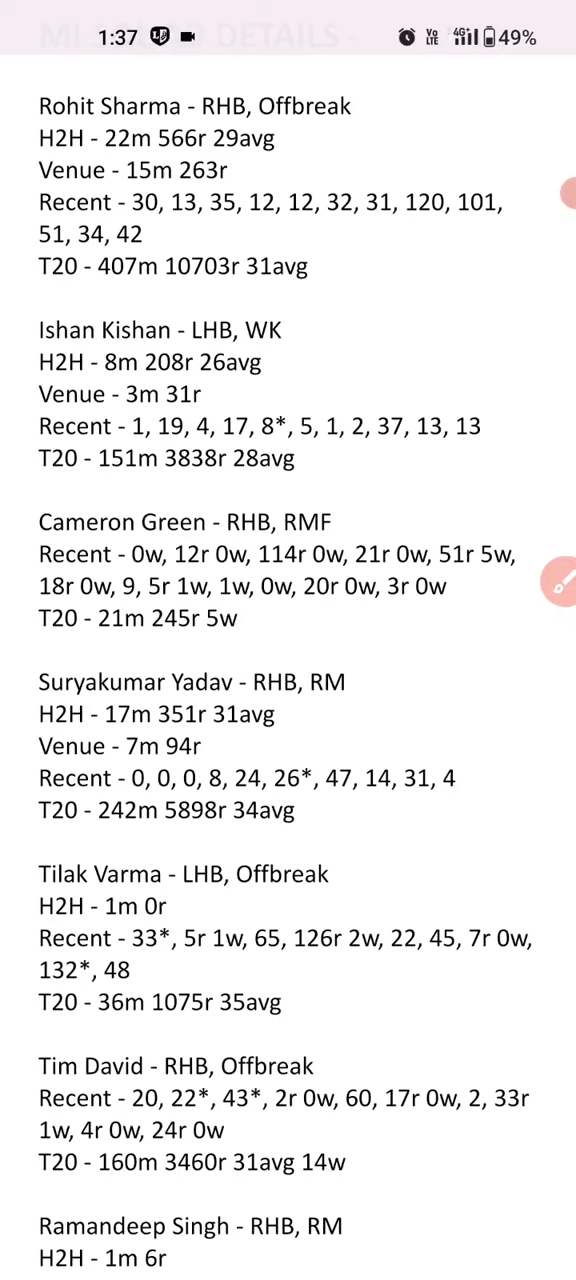 MI SQUAD DETAILS -
1:37 Vo LTE 4G 49%
Rohit Sharma - RHB, Offbreak
H2H - 22m 566r 29avg
Venue - 15m 263r
Recent - 30, 13, 35, 12, 12, 32, 31, 120, 101,
51, 34, 42
T20 - 407m 10703r 31avg
Ishan Kishan - LHB, WK
H2H - 8m 208r 26avg
Venue - 3m 31r
Recent - 1, 19, 4, 17, 8*, 5, 1, 2, 37, 13, 13
T20 - 151m 3838r 28avg
Cameron Green - RHB, RMF
Recent - 0w, 12r 0w, 114r 0w, 21r 0w, 51r 5w,
18r 0w, 9, 5r 1w, 1w, 0w, 20r 0w, 3r 0w
T20 - 21m 245r 5w
Suryakumar Yadav - RHB, RM
H2H - 17m 351r 31avg
Venue - 7m 94r
Recent - 0, 0, 0, 8, 24, 26*, 47, 14, 31, 4
T20 - 242m 5898r 34avg
Tilak Varma - LHB, Offbreak
H2H - 1m 0r
Recent - 33*, 5r 1w, 65, 126r 2w, 22, 45, 7r 0w,
132*, 48
T20 - 36m 1075r 35avg
Tim David - RHB, Offbreak
Recent - 20, 22*, 43*, 2r 0w, 60, 17r 0w, 2, 33r
1w, 4r 0w, 24r 0w
T20 - 160m 3460r 31avg 14w
Ramandeep Singh - RHB, RM
H2H - 1m 6r